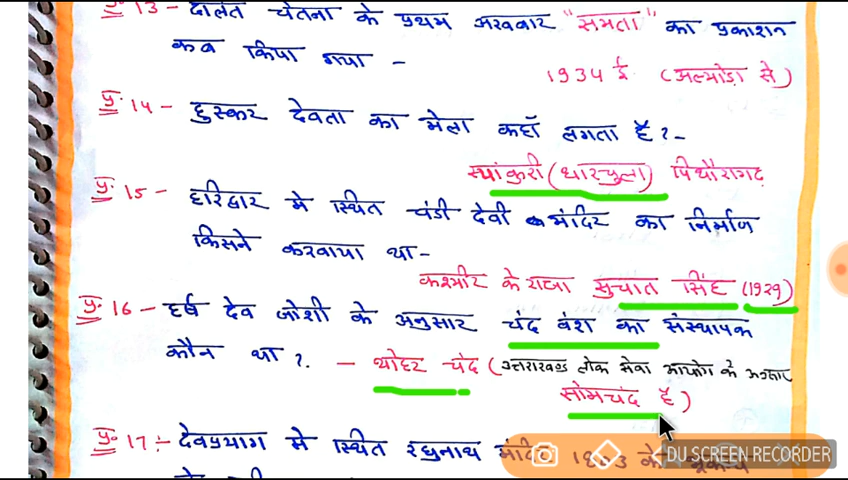 प्र. 13 - दलित चेतना के प्रथम अखबार "समता" का प्रकाशन
कब किया गया -
1934 ई (अल्मोड़ा से)
प्र. 14 - हुस्कर देवता का मेला कहाँ लगता है? -
स्यांकुरी (धारचुला) पिथौरागढ़
प्र. 15 - हरिद्वार मे स्थित चंडी देवी मंदिर का निर्माण
किसने करवाया था -
कश्मीर के राजा सुचात सिंह (1929)
प्र. 16 - हर्ष देव जोशी के अनुसार चंद वंश का संस्थापक
कौन था? - थोहर चंद (उत्तराखण्ड लोक सेवा आयोग के अनुसार
सोमचंद है)
प्र. 17 :- देवप्रयाग मे स्थित रघुनाथ मंदिर 1803 के
DU SCREEN RECORDER